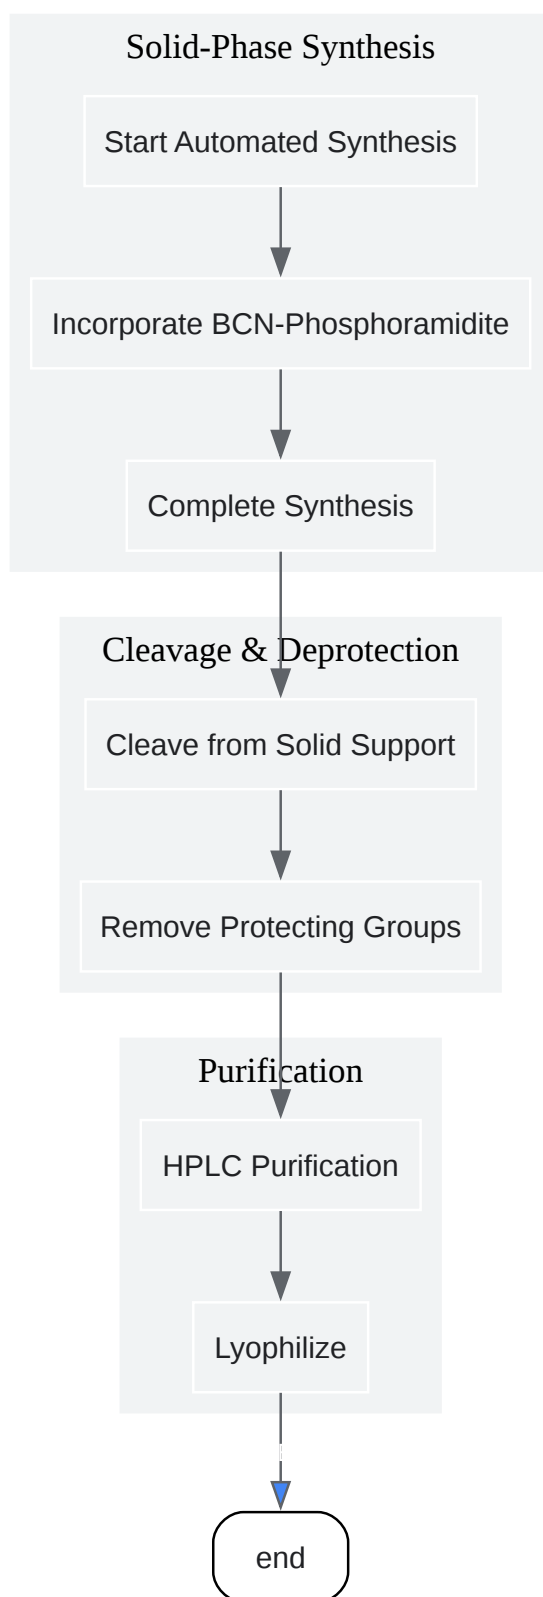 Solid-Phase Synthesis
Start Automated Synthesis
Incorporate BCN-Phosphoramidite
Complete Synthesis
Cleavage & Deprotection
Cleave from Solid Support
Remove Protecting Groups
Purification
HPLC Purification
Lyophilize
end